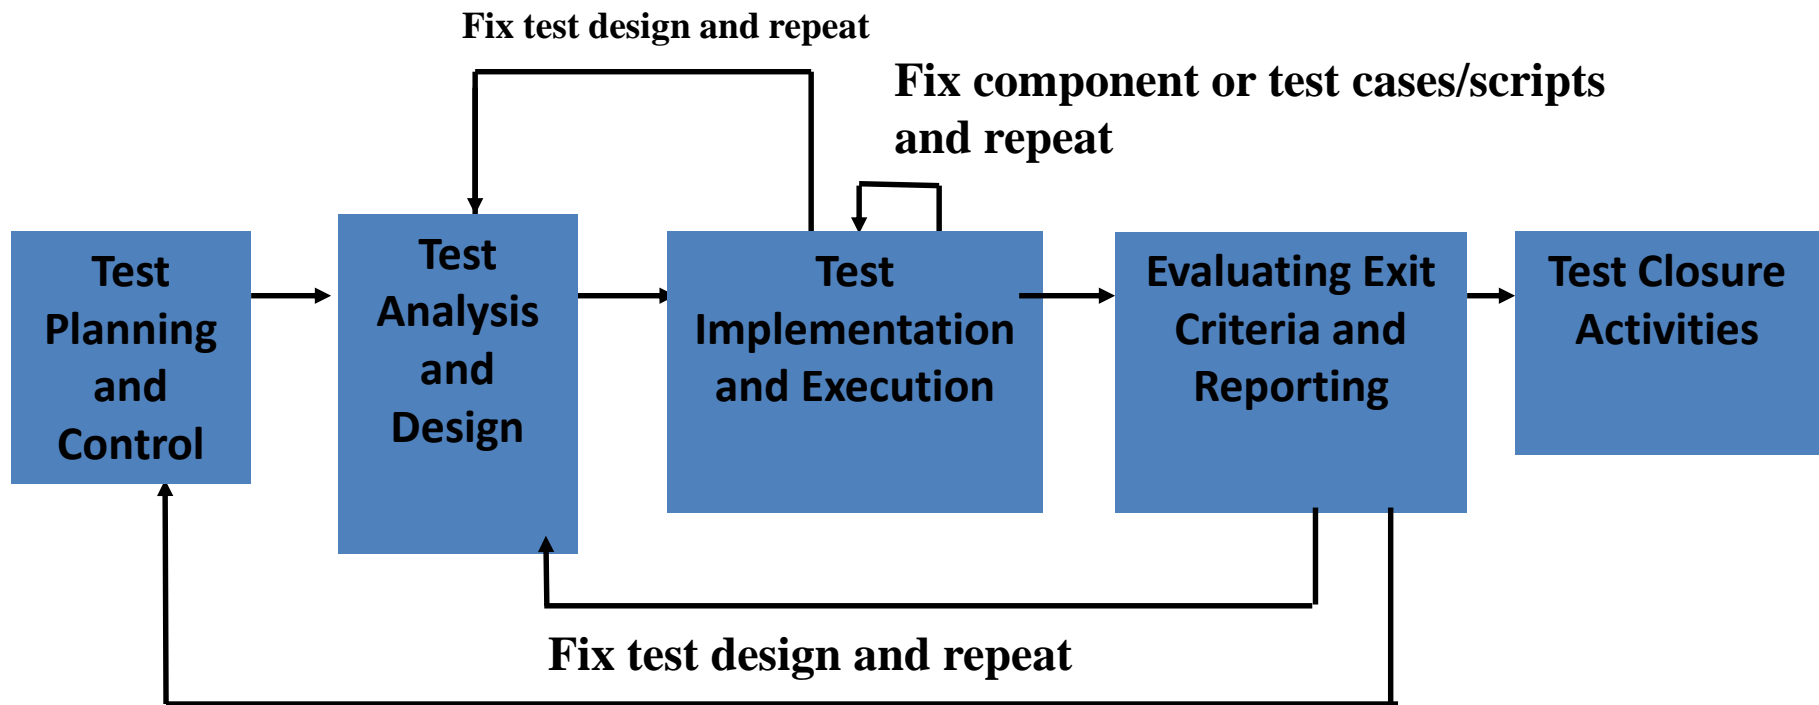 Fix test design and repeat
Fix component or test cases/scripts
and repeat
Test
Planning
and
Control
Test
Analysis
and
Design
Test
Implementation
and Execution
Evaluating Exit
Criteria and
Reporting
Test Closure
Activities
Fix test design and repeat